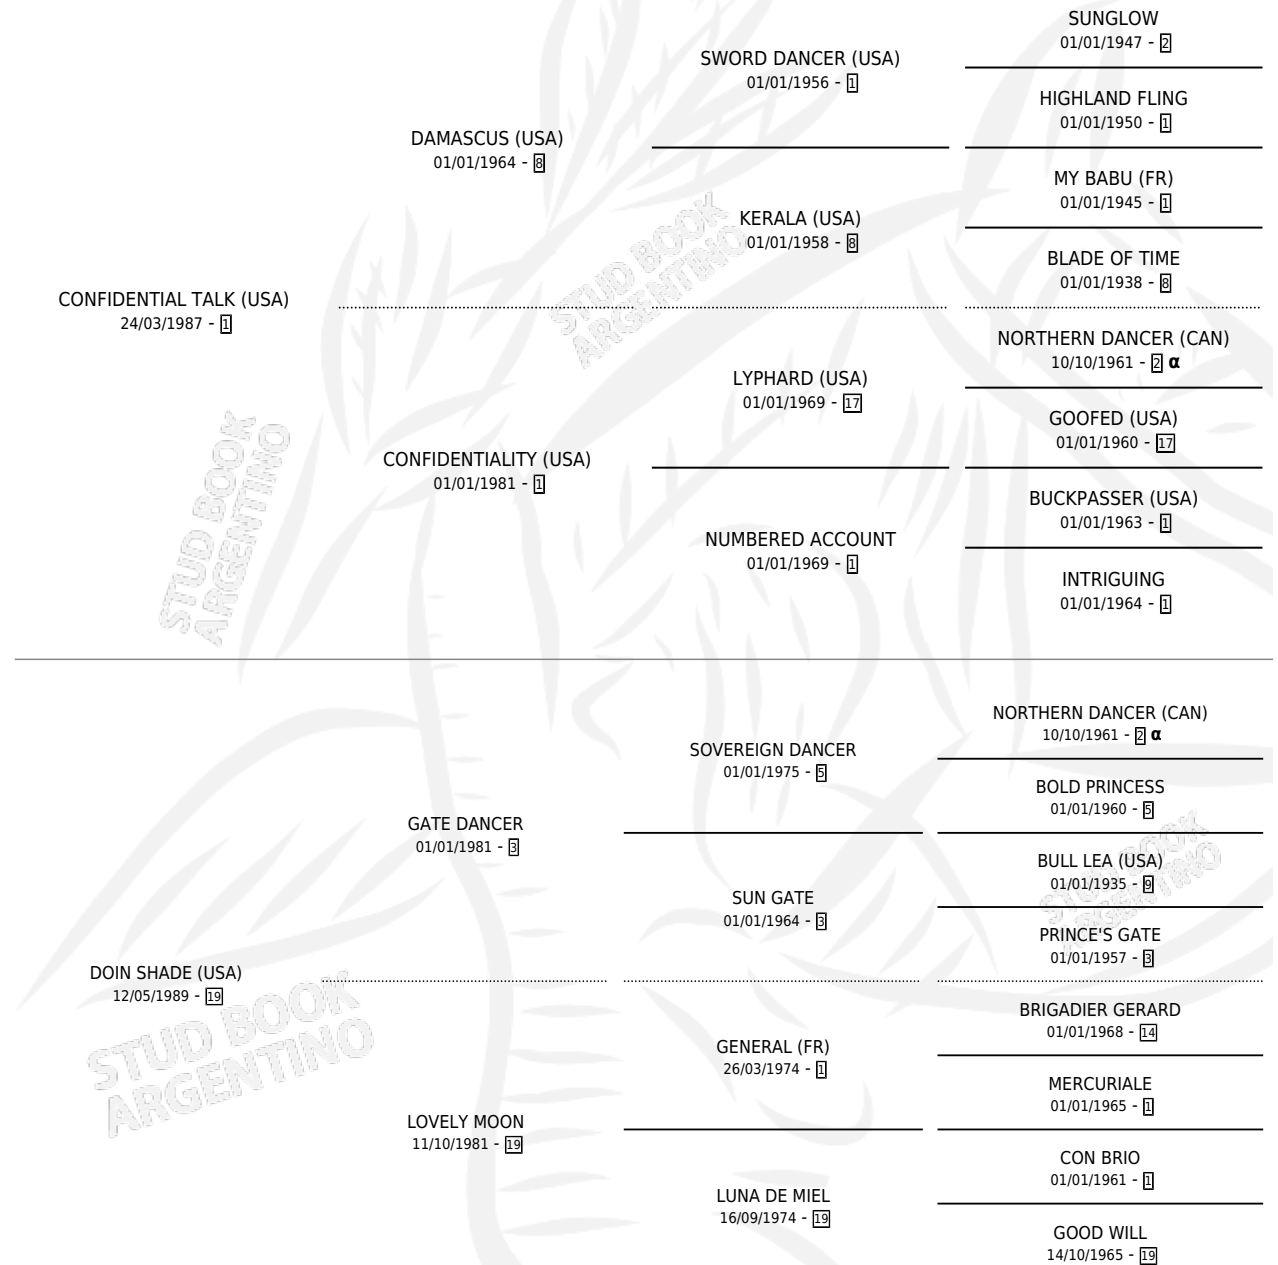 SUNGLOW
01/01/1947 - 2
SWORD DANCER (USA)
01/01/1956 - 1
HIGHLAND FLING
01/01/1950 - 1
DAMASCUS (USA)
01/01/1964 - 8
MY BABU (FR)
01/01/1945 - 1
KERALA (USA)
01/01/1958 - 8
BLADE OF TIME
01/01/1938 - 8
CONFIDENTIAL TALK (USA)
24/03/1987 - 1
NORTHERN DANCER (CAN)
10/10/1961 - 2 α
LYPHARD (USA)
01/01/1969 - 17
GOOFED (USA)
01/01/1960 - 17
CONFIDENTIALITY (USA)
01/01/1981 - 1
BUCKPASSER (USA)
01/01/1963 - 1
NUMBERED ACCOUNT
01/01/1969 - 1
INTRIGUING
01/01/1964 - 1
NORTHERN DANCER (CAN)
10/10/1961 - 2 α
SOVEREIGN DANCER
01/01/1975 - 5
BOLD PRINCESS
01/01/1960 - 5
GATE DANCER
01/01/1981 - 3
BULL LEA (USA)
01/01/1935 - 9
SUN GATE
01/01/1964 - 3
PRINCE'S GATE
01/01/1957 - 3
DOIN SHADE (USA)
12/05/1989 - 19
BRIGADIER GERARD
01/01/1968 - 14
GENERAL (FR)
26/03/1974 - 1
MERCURIALE
01/01/1965 - 1
LOVELY MOON
11/10/1981 - 19
CON BRIO
01/01/1961 - 1
LUNA DE MIEL
16/09/1974 - 19
GOOD WILL
14/10/1965 - 19
STUD BOOK
ARGENTINO
STUD BOOK
ARGENTINO
STUD BOOK
ARGENTINO
STUD BOOK
ARGENTINO